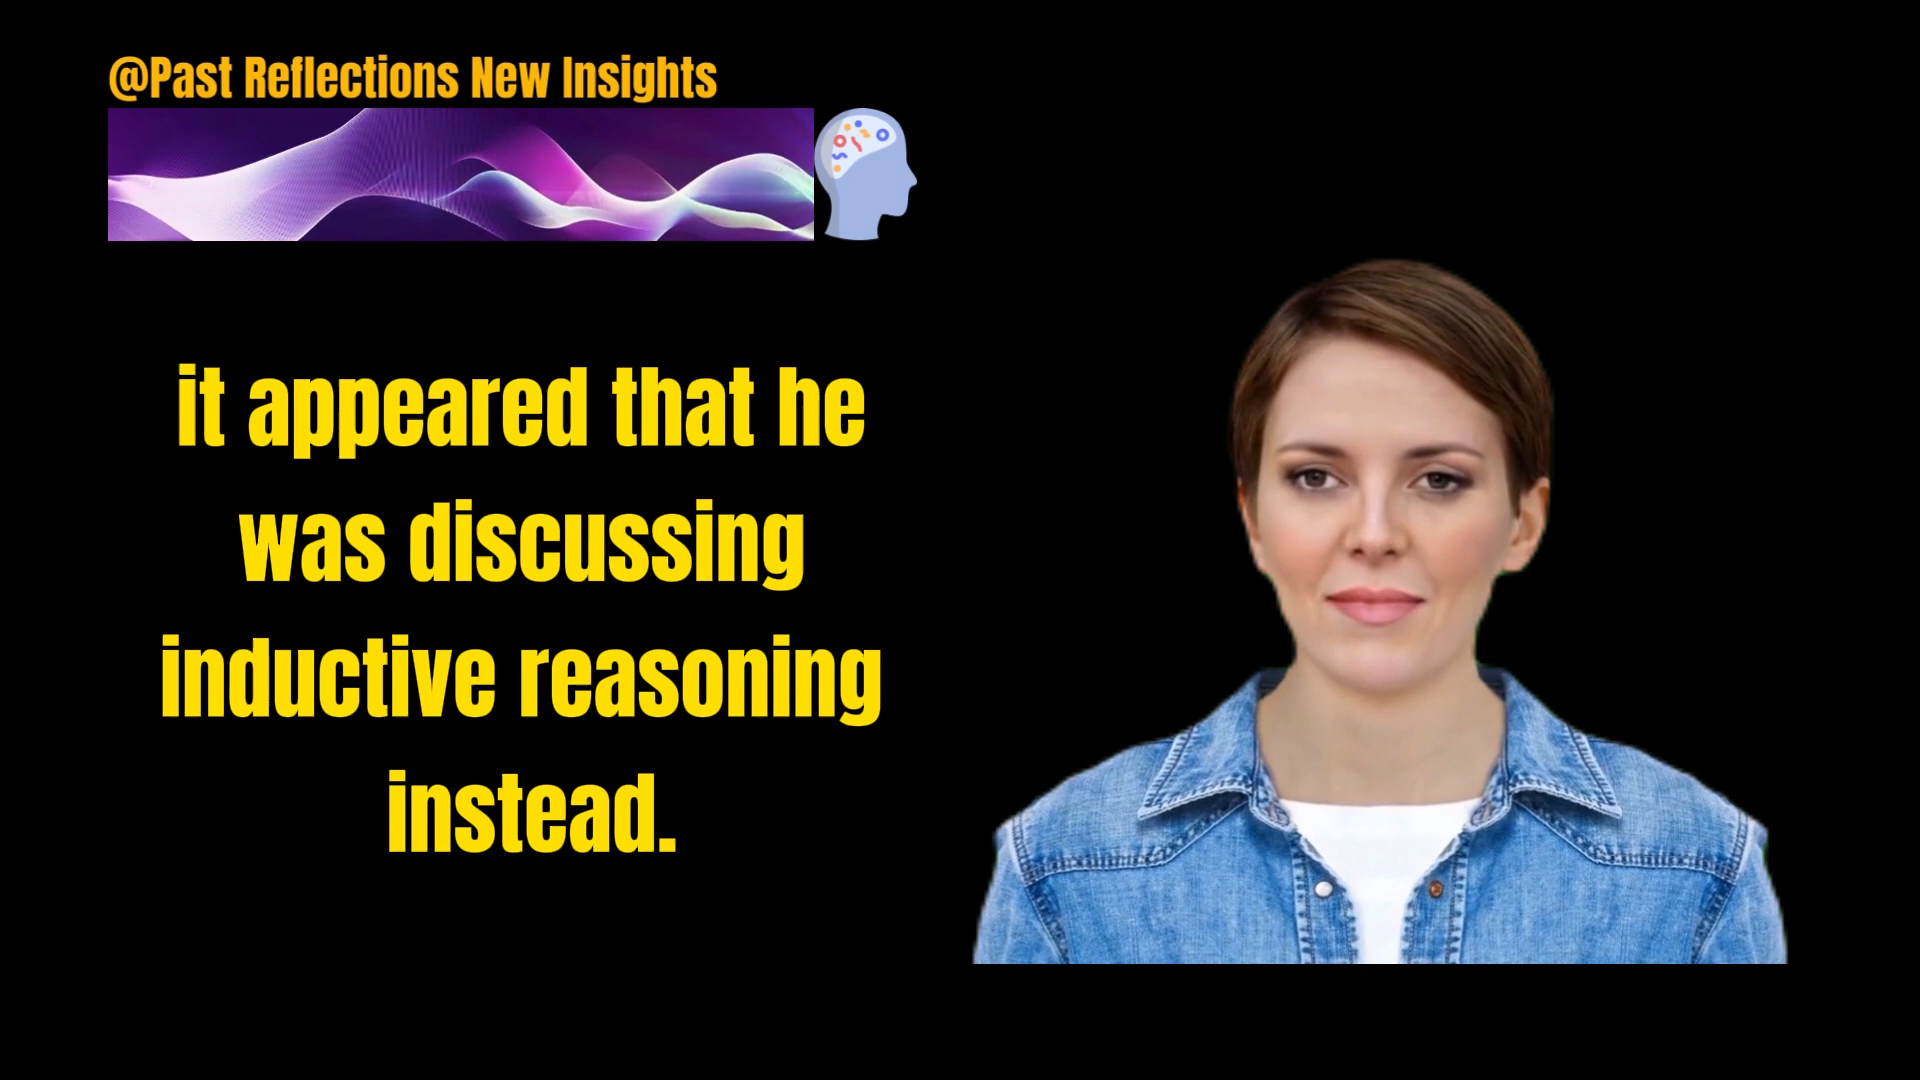 @Past Reflections New Insights
it appeared that he
was discussing
inductive reasoning
instead.